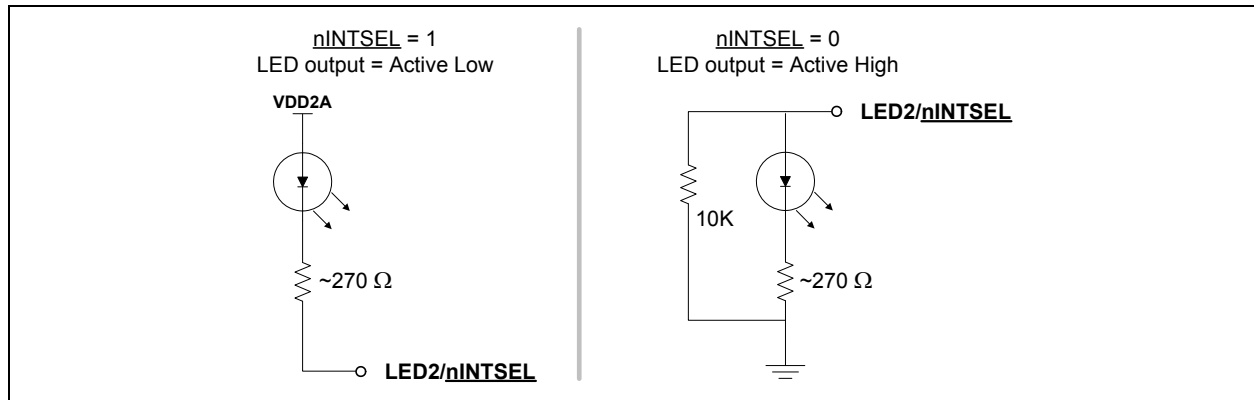 nINTSEL = 1
LED output = Active Low
VDD2A
~270 Ω
LED2/nINTSEL
nINTSEL = 0
LED output = Active High
LED2/nINTSEL
10K
~270 Ω